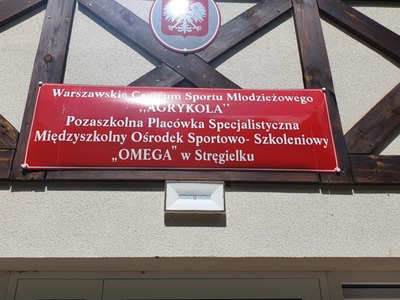 Warszawskie Centrum Sportu Młodzieżowego
,,AGRYKOLA''
Pozaszkolna Placówka Specjalistyczna
Międzyszkolny Ośrodek Sportowo- Szkoleniowy
„OMEGA” w Stręgielku